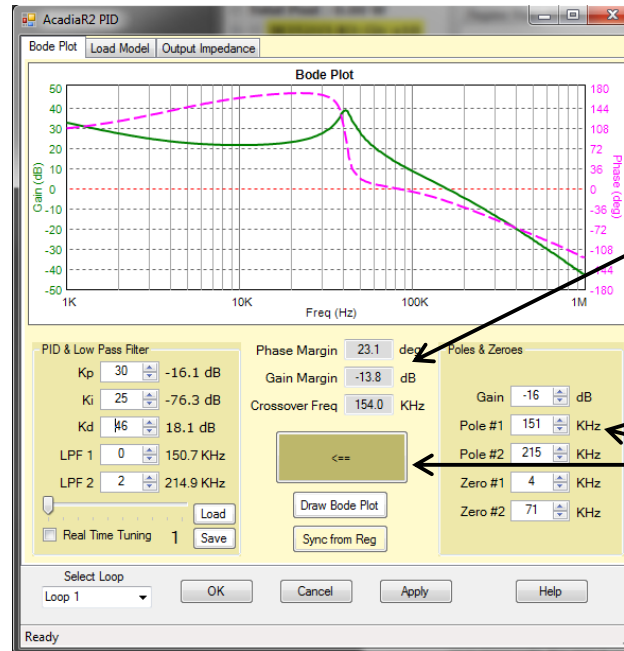 AcadiaR2 PID
Bode Plot Load Model Output Impedance
Bode Plot
50
40
30
20
10
0
-10
-20
-30
-40
-50
Gain (dB)
180
144
108
72
36
0
-36
-72
-108
-144
-180
Phase (deg)
1K 10K 100K 1M
Freq (Hz)
PID & Low Pass Filter
Kp 30 -16.1 dB
Ki 25 -76.3 dB
Kd 46 18.1 dB
LPF 1 0 150.7 KHz
LPF 2 2 214.9 KHz
Load
Real Time Tuning 1 Save
Phase Margin 23.1 deg
Gain Margin -13.8 dB
Crossover Freq 154.0 KHz
<==
Draw Bode Plot
Sync from Reg
Poles & Zeroes
Gain -16 dB
Pole #1 151 KHz
Pole #2 215 KHz
Zero #1 4 KHz
Zero #2 71 KHz
Select Loop
Loop 1 OK Cancel Apply Help
Ready